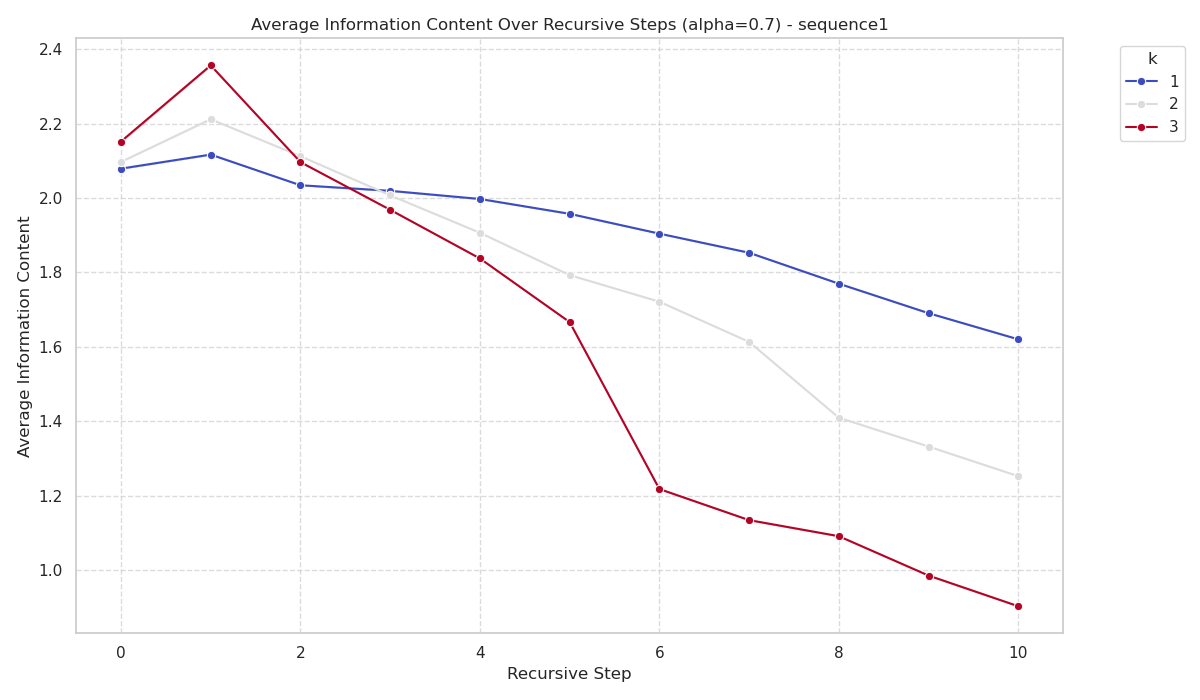 Average Information Content Over Recursive Steps (alpha=0.7) - sequence1
k
1
2
3
2.4
2.2
2.0
1.8
1.6
1.4
1.2
1.0
Average Information Content
0 2 4 6 8 10
Recursive Step